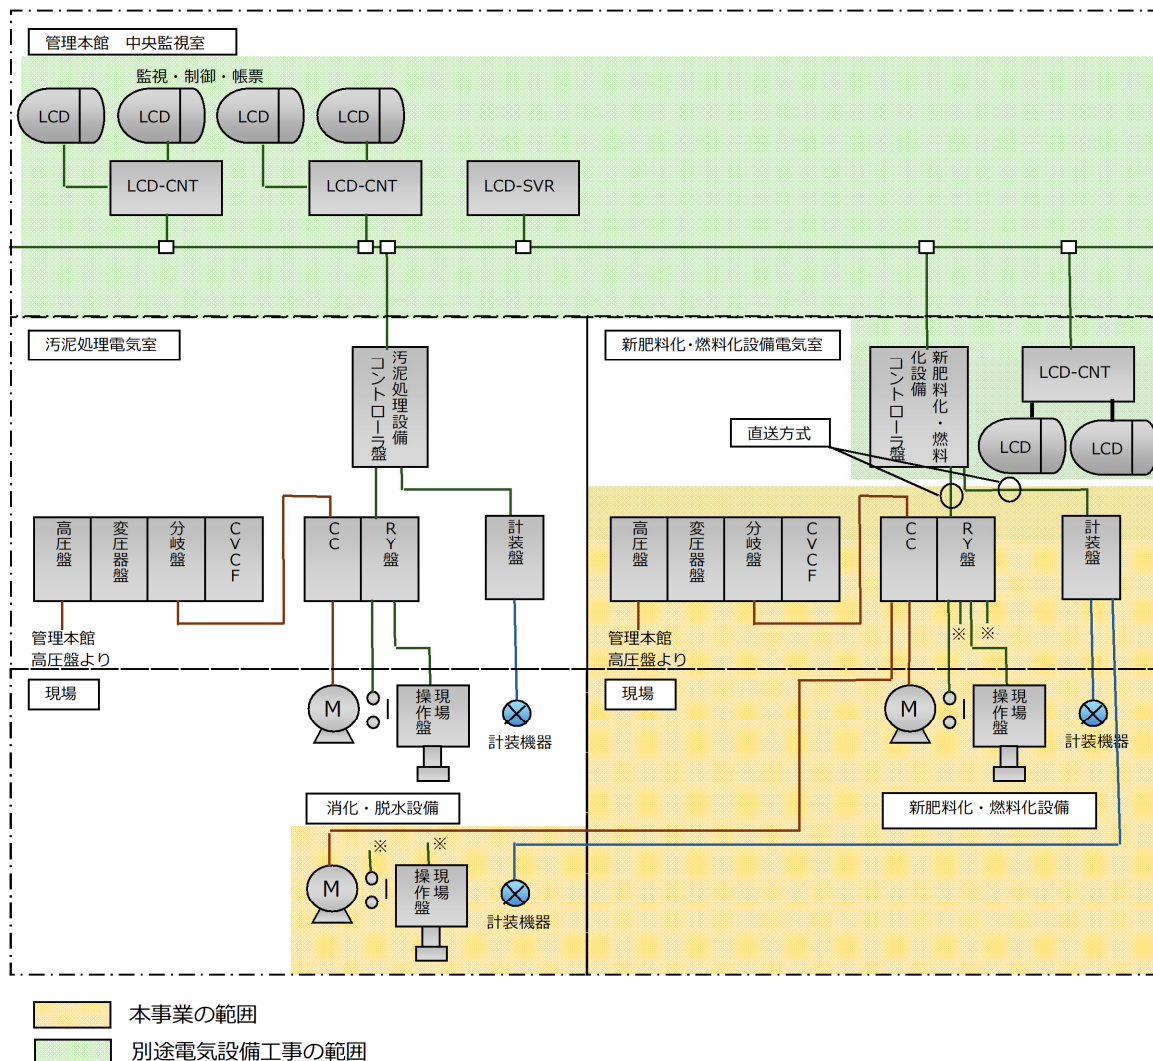 管理本館　中央監視室
監視・制御・帳票
LCD
LCD
LCD
LCD
LCD-CNT
LCD-CNT
LCD-SVR
汚泥処理電気室
汚泥処理設備
コントローラ盤
高圧盤
変圧器盤
分岐盤
CVCF
CC
RY盤
計装盤
管理本館
高圧盤より
新肥料化・燃料化設備電気室
新肥料化・燃料
化設備
コントローラ盤
LCD-CNT
LCD
LCD
直送方式
高圧盤
変圧器盤
分岐盤
CVCF
CC
RY盤
計装盤
※
※
管理本館
高圧盤より
現場
M
現場
操作盤
計装機器
消化・脱水設備
※
※
M
現場
操作盤
計装機器
現場
M
現場
操作盤
計装機器
新肥料化・燃料化設備
本事業の範囲
別途電気設備工事の範囲